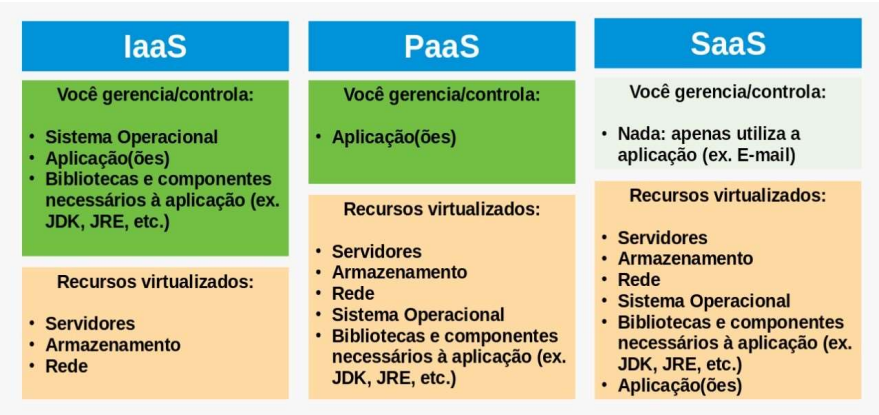 IaaS
Você gerencia/controla:
• Sistema Operacional
• Aplicação(ões)
• Bibliotecas e componentes
necessários à aplicação (ex.
JDK, JRE, etc.)
Recursos virtualizados:
• Servidores
• Armazenamento
• Rede
PaaS
Você gerencia/controla:
• Aplicação(ões)
Recursos virtualizados:
• Servidores
• Armazenamento
• Rede
• Sistema Operacional
• Bibliotecas e componentes
necessários à aplicação (ex.
JDK, JRE, etc.)
SaaS
Você gerencia/controla:
• Nada: apenas utiliza a
aplicação (ex. E-mail)
Recursos virtualizados:
• Servidores
• Armazenamento
• Rede
• Sistema Operacional
• Bibliotecas e componentes
necessários à aplicação (ex.
JDK, JRE, etc.)
• Aplicação(ões)